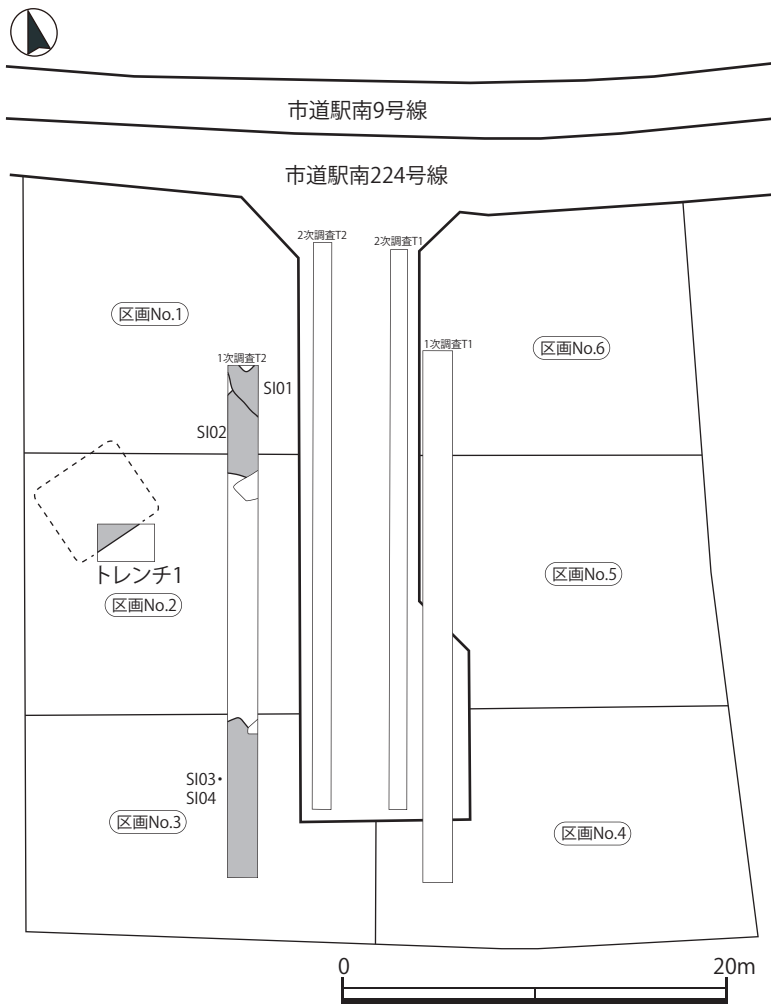 市道駅南9号線
市道駅南224号線
2次調査T2
2次調査T1
区画No.1
1次調査T1
区画No.6
1次調査T2
SI01
SI02
トレンチ1
区画No.5
区画No.2
SI03・
SI04
区画No.3
区画No.4
0
20m